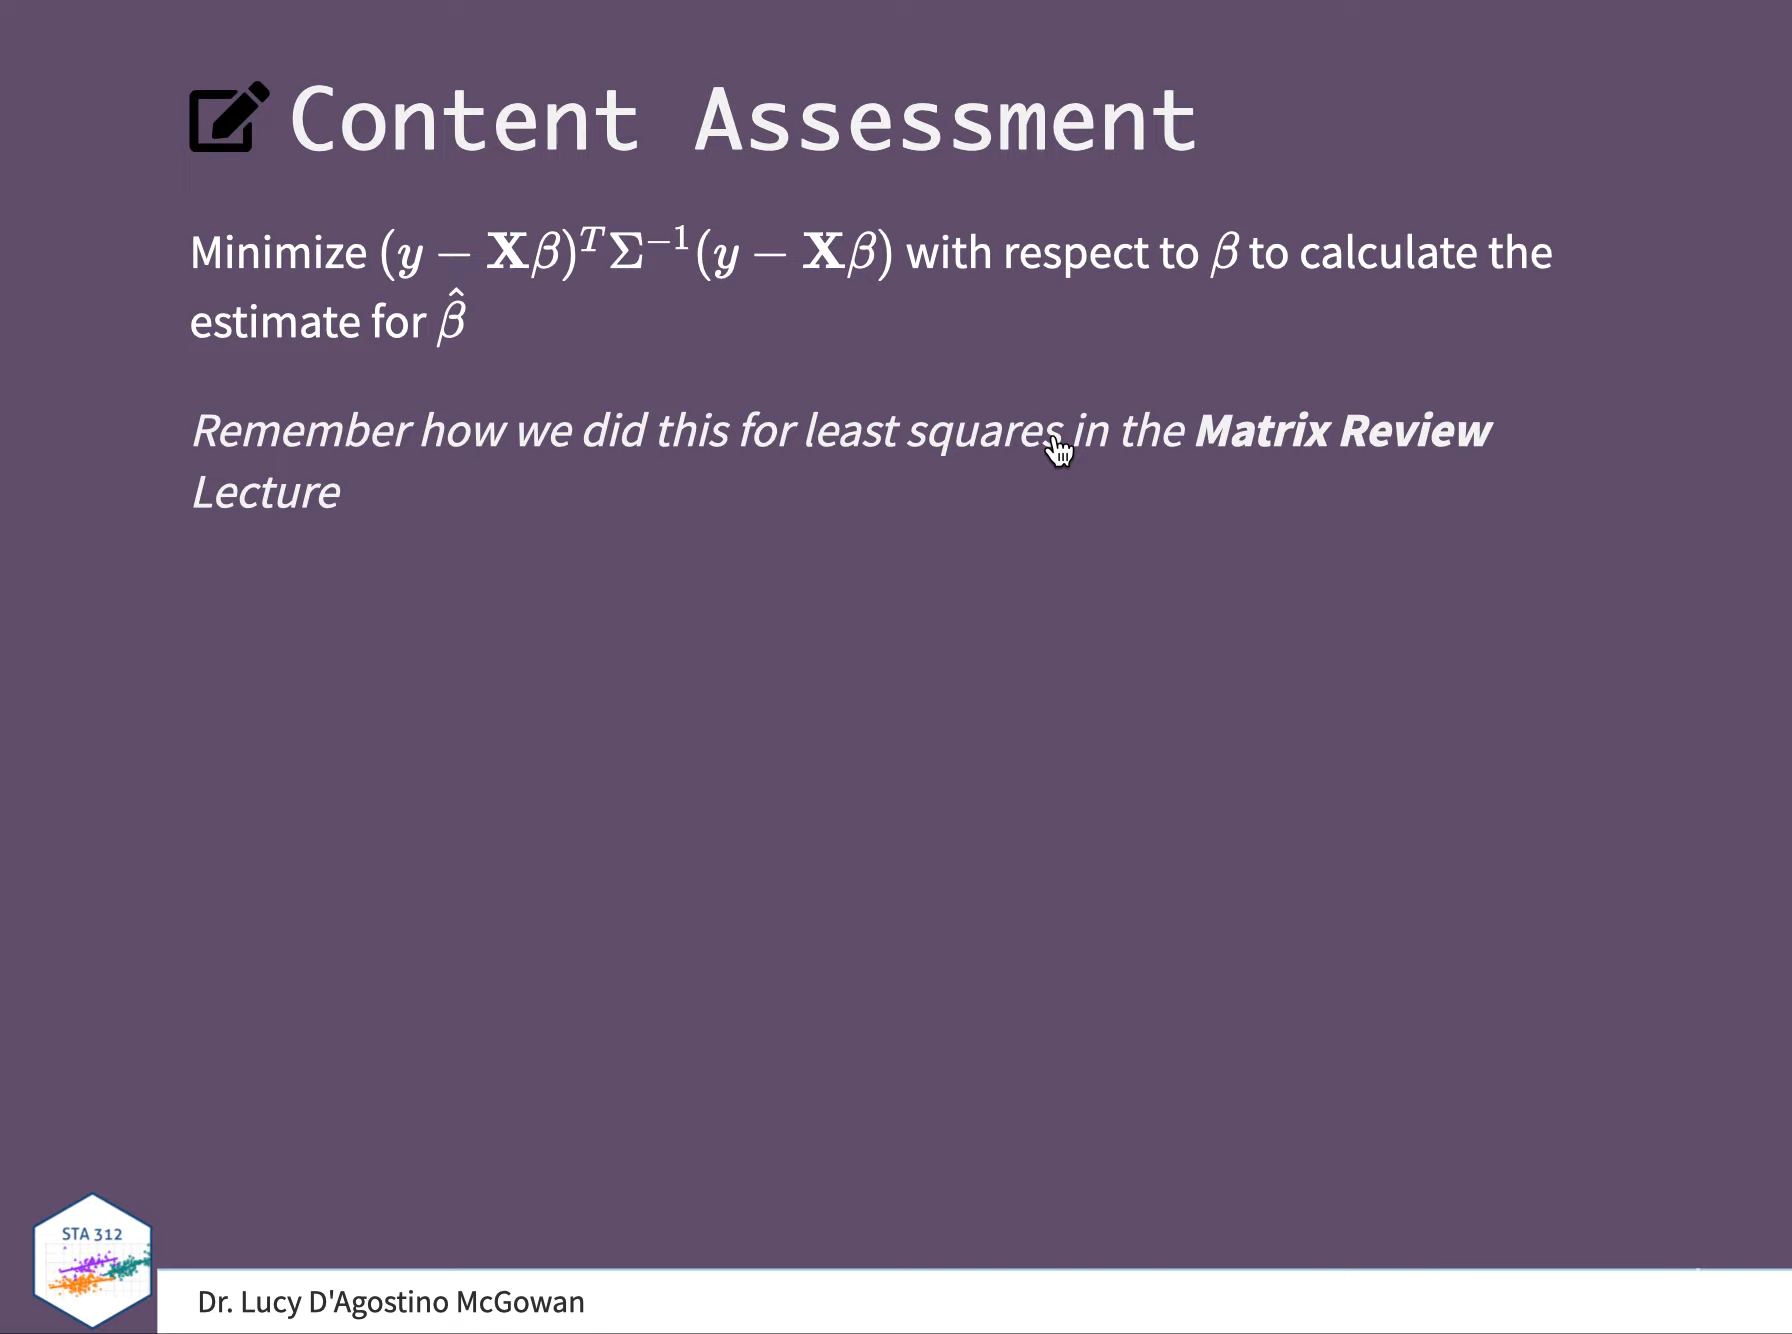 Content Assessment
Minimize (y − Xβ)ᵀΣ⁻¹(y − Xβ) with respect to β to calculate the
estimate for β̂
Remember how we did this for least squares in the Matrix Review
Lecture
STA 312
Dr. Lucy D'Agostino McGowan